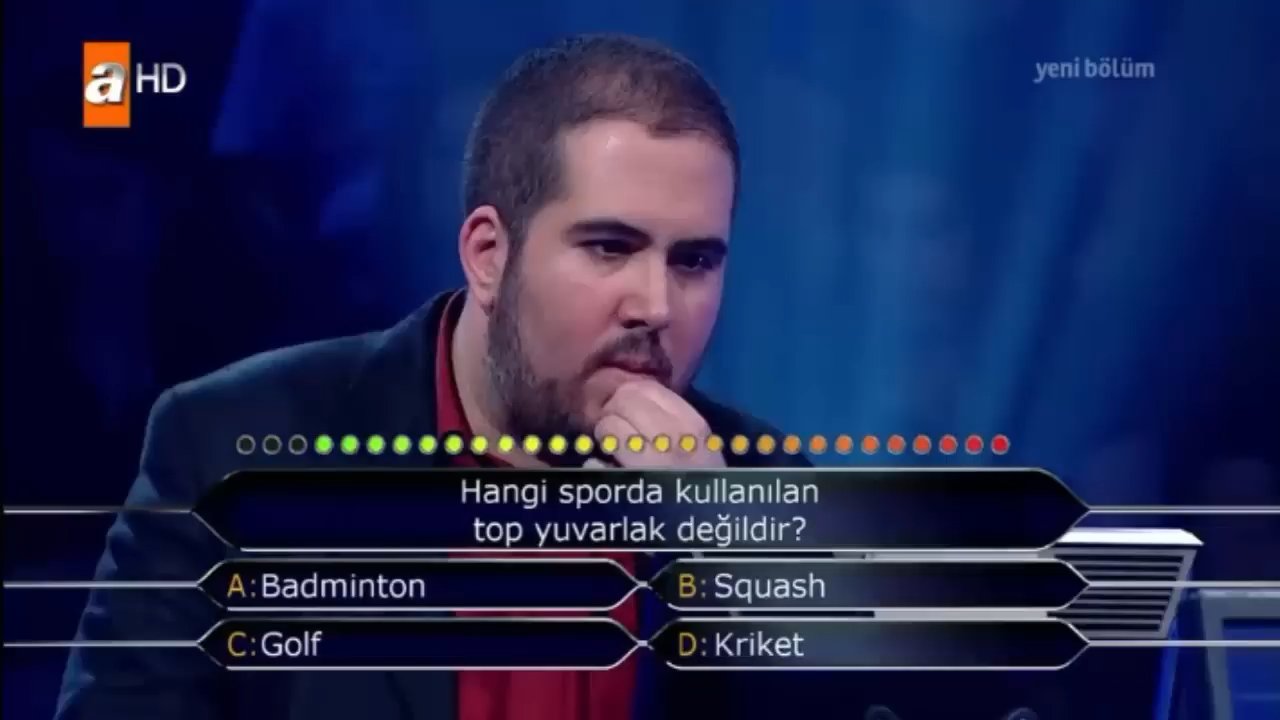 a HD
yeni bölüm
Hangi sporda kullanılan
top yuvarlak değildir?
A: Badminton
B: Squash
C: Golf
D: Kriket